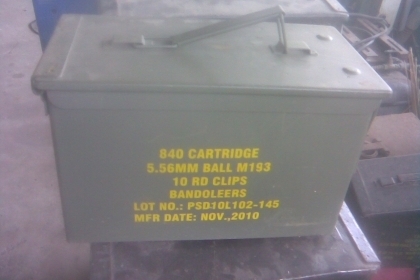 840 CARTRIDGE
5.56MM BALL M193
10 RD CLIPS
BANDOLEERS
LOT NO.: PSD10L102-145
MFR DATE: NOV.,2010